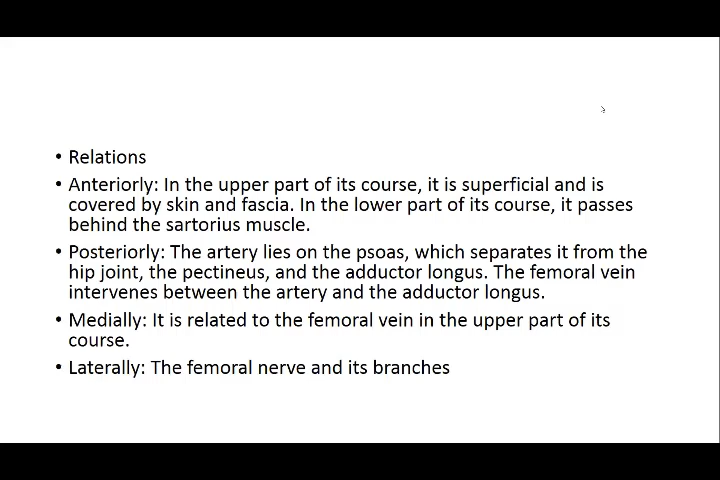 • Relations
• Anteriorly: In the upper part of its course, it is superficial and is
covered by skin and fascia. In the lower part of its course, it passes
behind the sartorius muscle.
• Posteriorly: The artery lies on the psoas, which separates it from the
hip joint, the pectineus, and the adductor longus. The femoral vein
intervenes between the artery and the adductor longus.
• Medially: It is related to the femoral vein in the upper part of its
course.
• Laterally: The femoral nerve and its branches